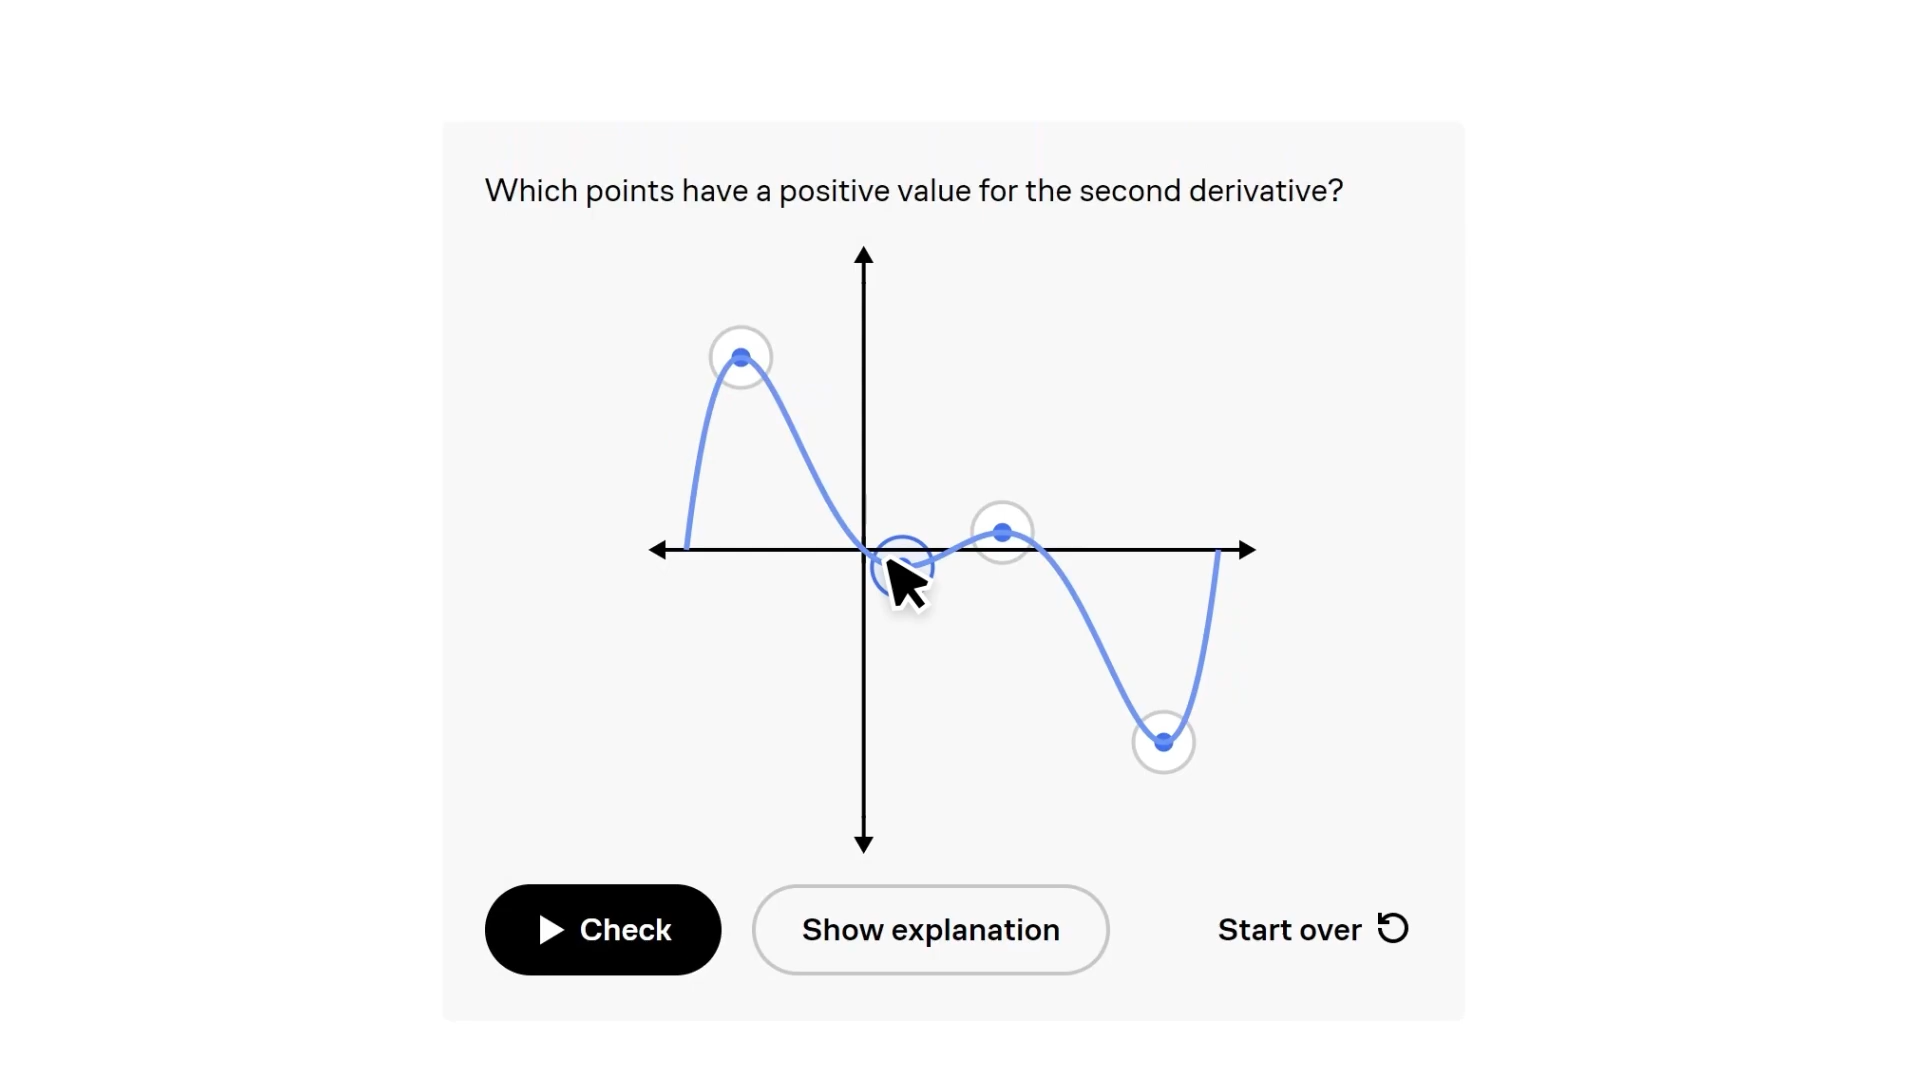 Which points have a positive value for the second derivative?
Check
Show explanation
Start over